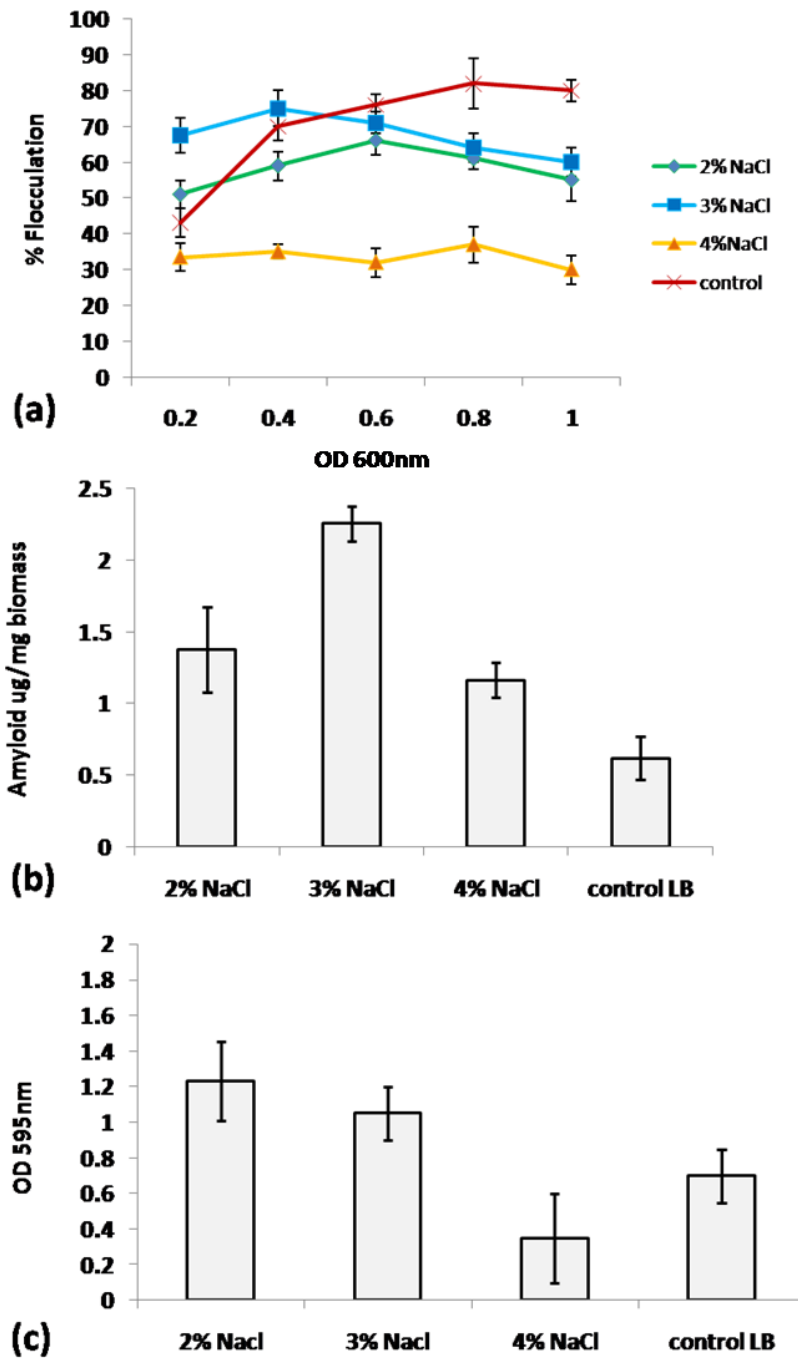 100
90
80
70
60
50
40
30
20
10
0
% Flocculation
0.2 0.4 0.6 0.8 1
OD 600nm
2% NaCl
3% NaCl
4%NaCl
control
(a)
2.5
2
1.5
1
0.5
0
Amyloid ug/mg biomass
2% NaCl 3% NaCl 4% NaCl control LB
(b)
2
1.8
1.6
1.4
1.2
1
0.8
0.6
0.4
0.2
0
OD 595nm
2% Nacl 3% Nacl 4% NaCl control LB
(c)